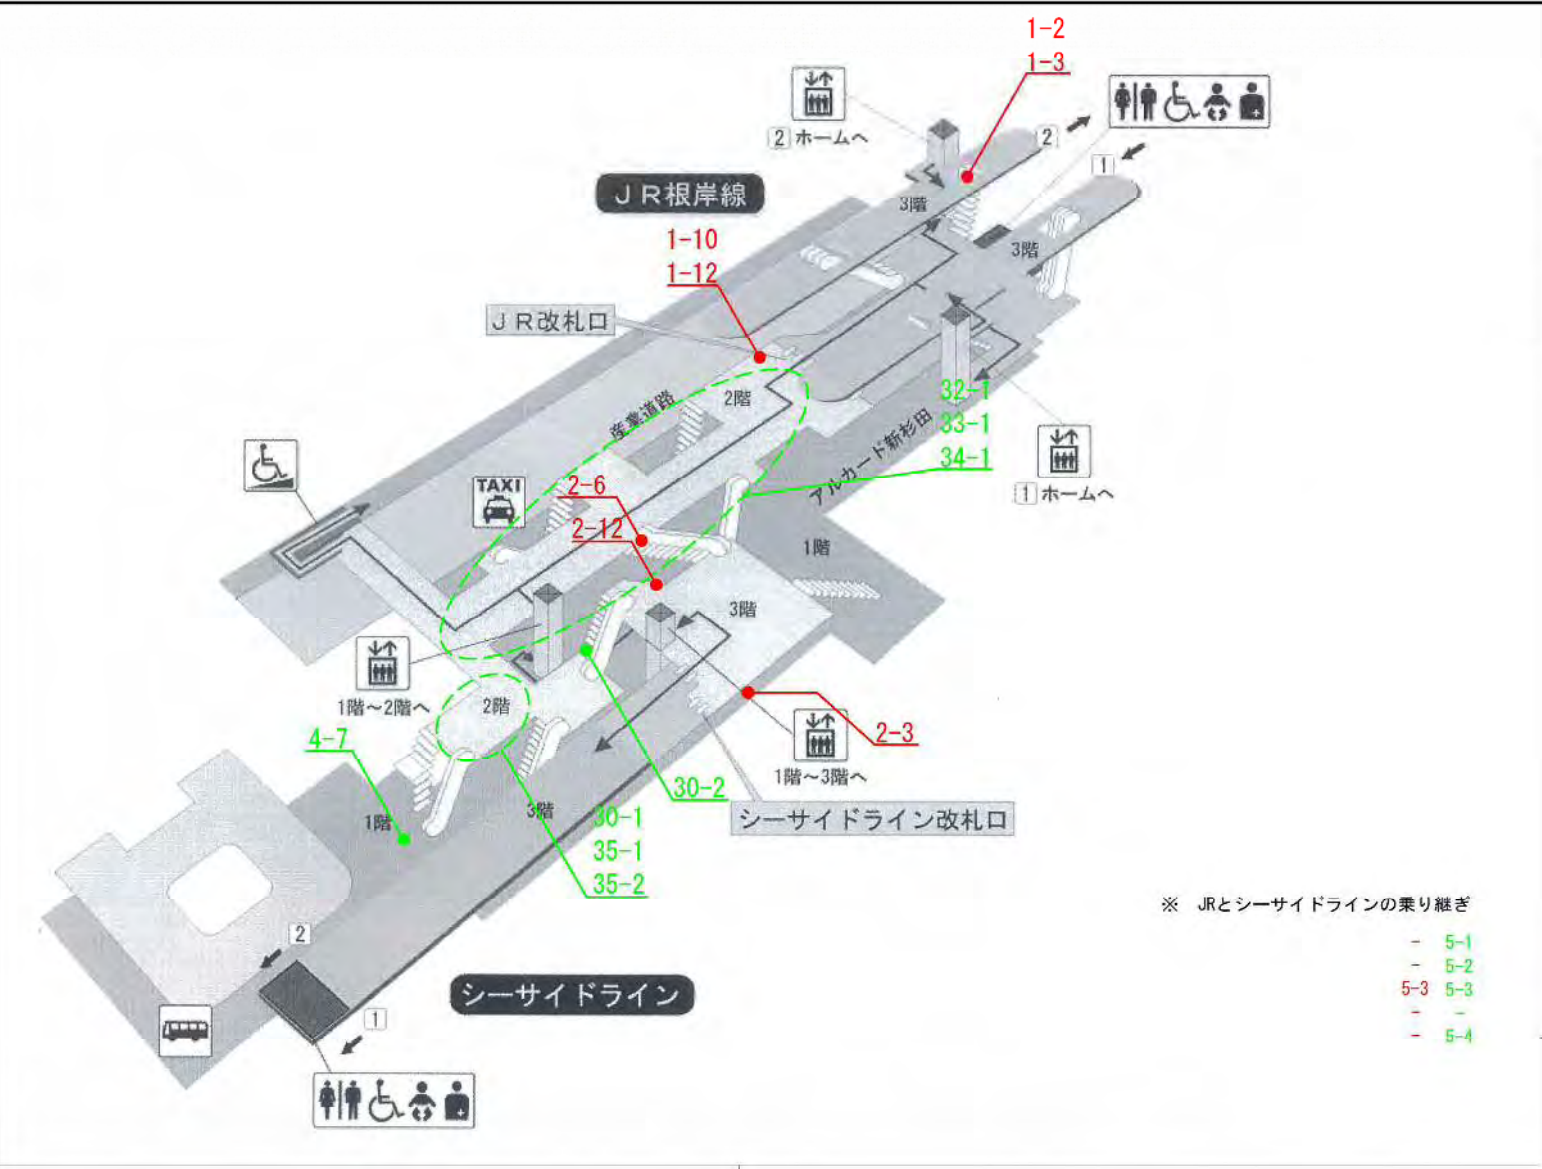 1-2
1-3
2 ホームへ
2
1
JR根岸線
3階
3階
1-10
1-12
JR改札口
産業道路
2階
32-1
33-1
34-1
アルカード新杉田
1 ホームへ
TAXI
2-6
2-12
1階
3階
1階～2階へ
2階
4-7
2-3
1階～3階へ
30-2
シーサイドライン改札口
1階
3階
30-1
35-1
35-2
※ JRとシーサイドラインの乗り継ぎ
- 5-1
- 5-2
5-3 5-3
- -
- 5-4
2
シーサイドライン
1